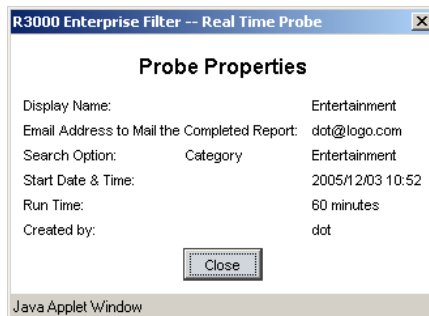 R3000 Enterprise Filter -- Real Time Probe
Probe Properties
Display Name: Entertainment
Email Address to Mail the Completed Report: dot@logo.com
Search Option: Category Entertainment
Start Date & Time: 2005/12/03 10:52
Run Time: 60 minutes
Created by: dot
Close
Java Applet Window